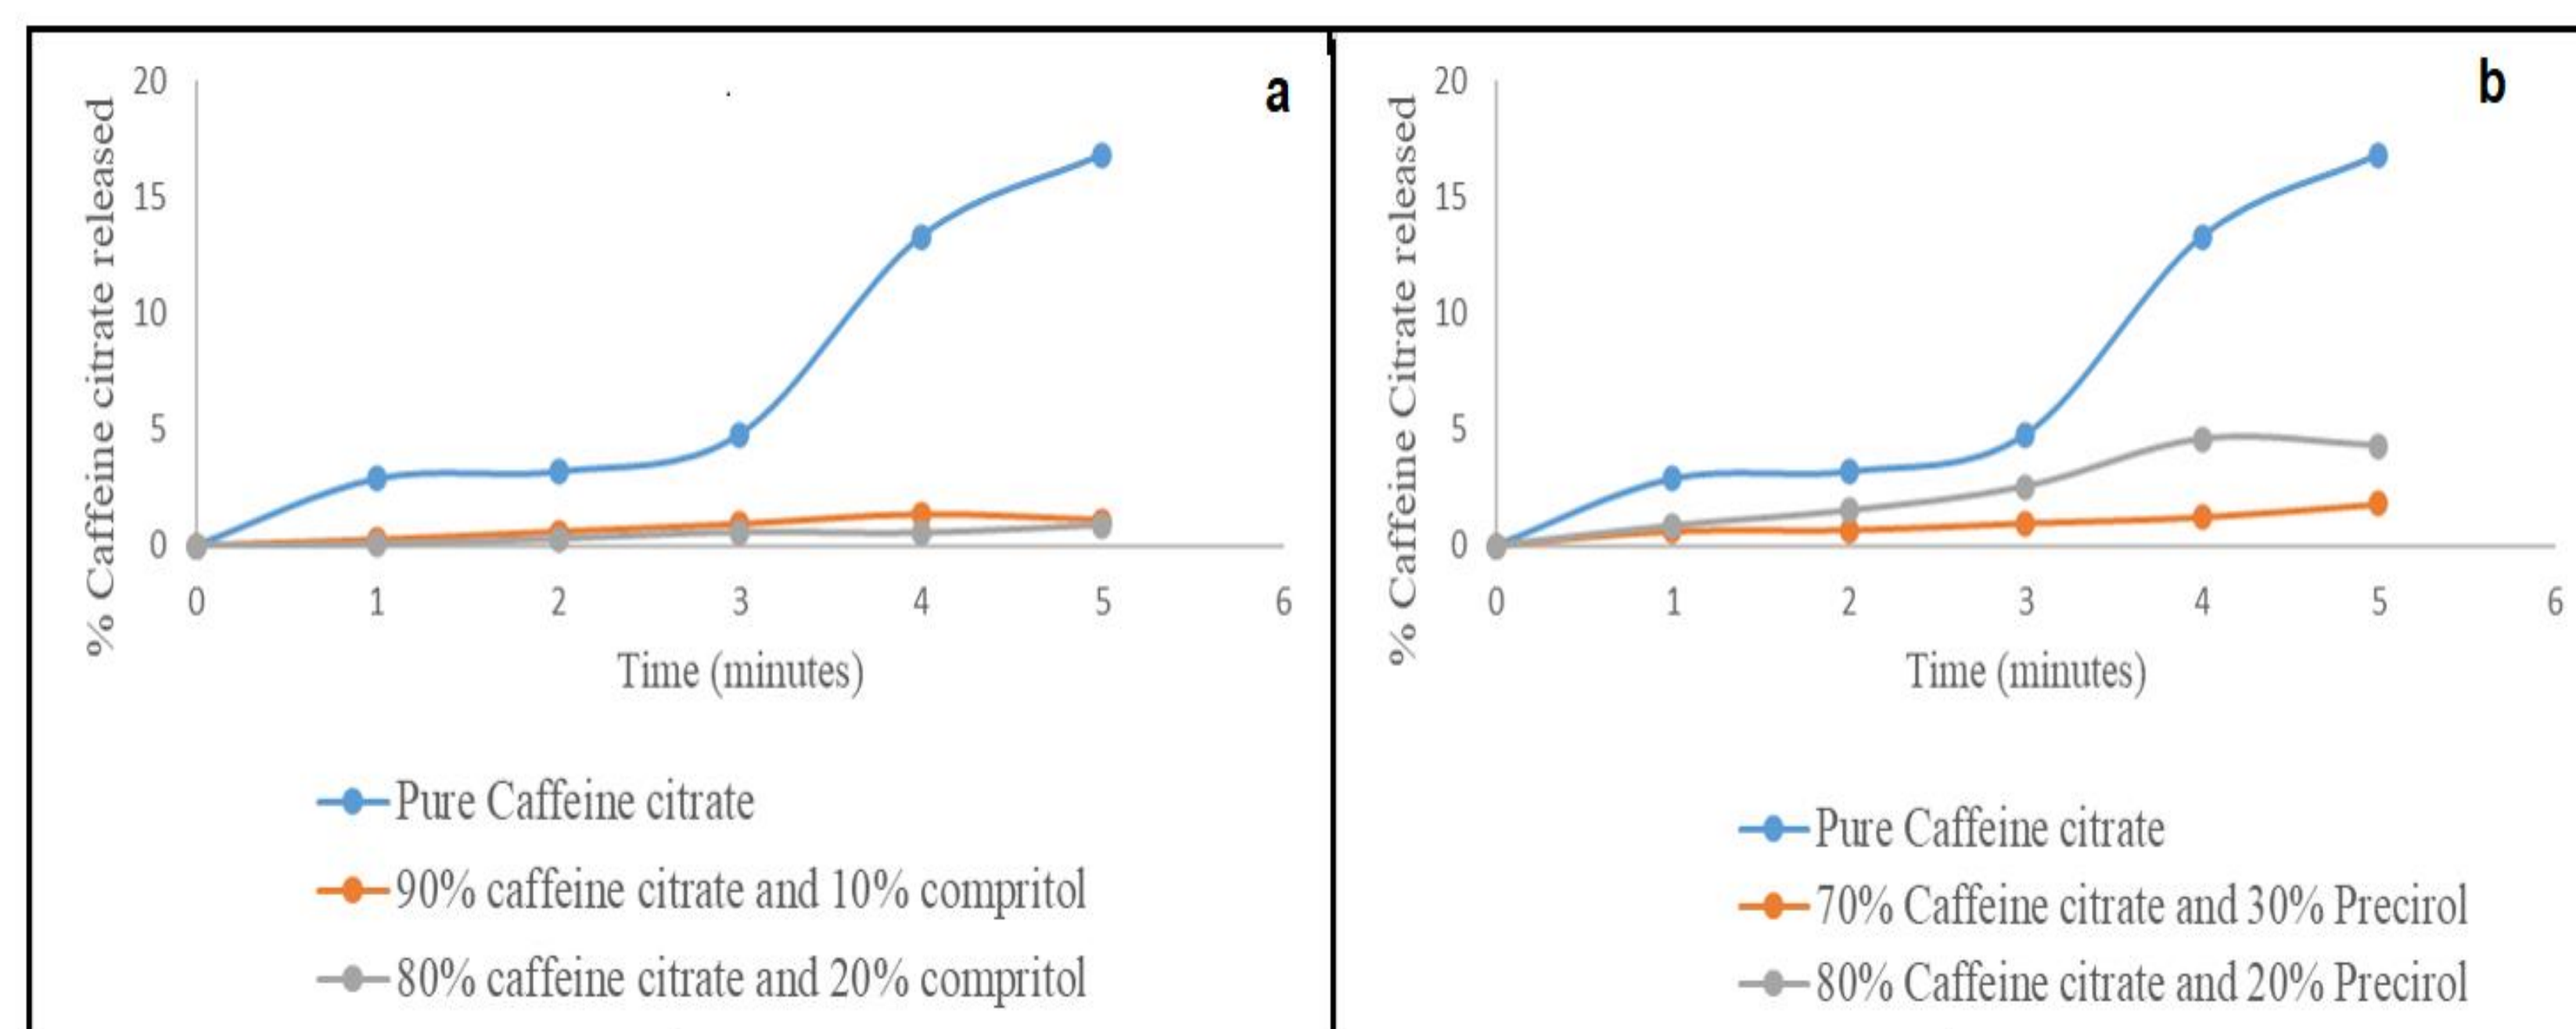 a
% Caffeine citrate released
20
15
10
5
0
0 1 2 3 4 5 6
Time (minutes)
Pure Caffeine citrate
90% caffeine citrate and 10% compritol
80% caffeine citrate and 20% compritol
b
% Caffeine Citrate released
20
15
10
5
0
0 1 2 3 4 5 6
Time (minutes)
Pure Caffeine citrate
70% Caffeine citrate and 30% Precirol
80% Caffeine citrate and 20% Precirol